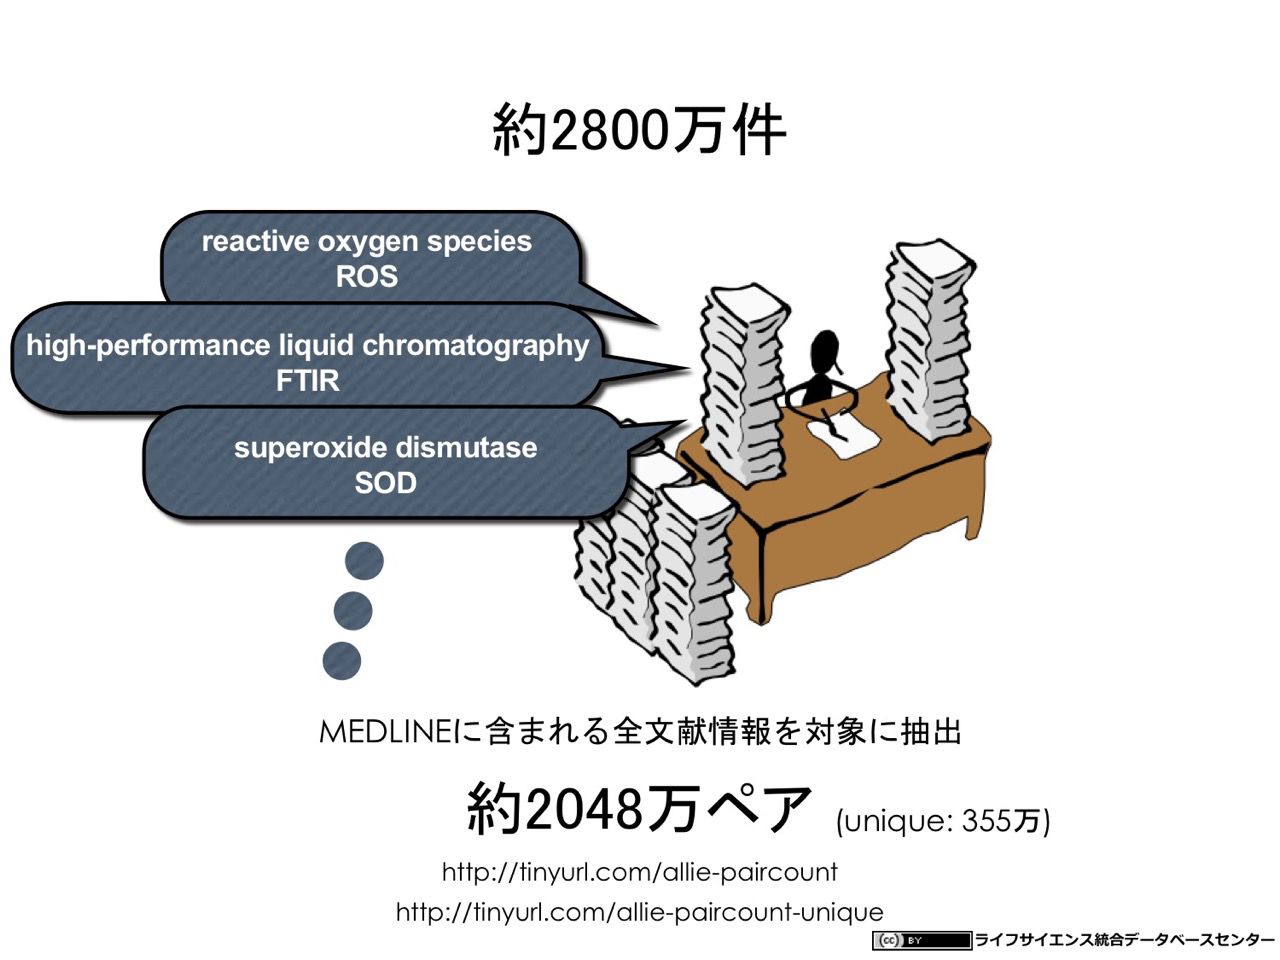 約2800万件
reactive oxygen species
ROS
high-performance liquid chromatography
FTIR
superoxide dismutase
SOD
MEDLINEに含まれる全文献情報を対象に抽出
約2048万ペア (unique: 355万)
http://tinyurl.com/allie-paircount
http://tinyurl.com/allie-paircount-unique
(cc) BY ライフサイエンス統合データベースセンター